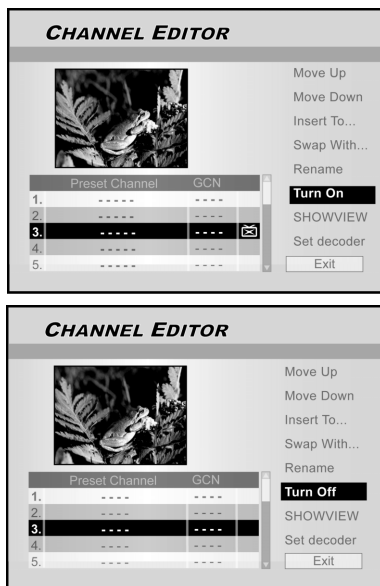 CHANNEL EDITOR
Move Up
Move Down
Insert To...
Swap With...
Rename
Turn On
SHOWVIEW
Set decoder
Exit
Preset Channel GCN
1. - - - - - - - - -
2. - - - - - - - - -
3. - - - - - - - - -
4. - - - - - - - - -
5. - - - - - - - - -
CHANNEL EDITOR
Move Up
Move Down
Insert To...
Swap With...
Rename
Turn Off
SHOWVIEW
Set decoder
Exit
Preset Channel GCN
1. - - - - - - - -
2. - - - - - - - -
3. - - - - - - - -
4. - - - - - - - -
5. - - - - - - - -